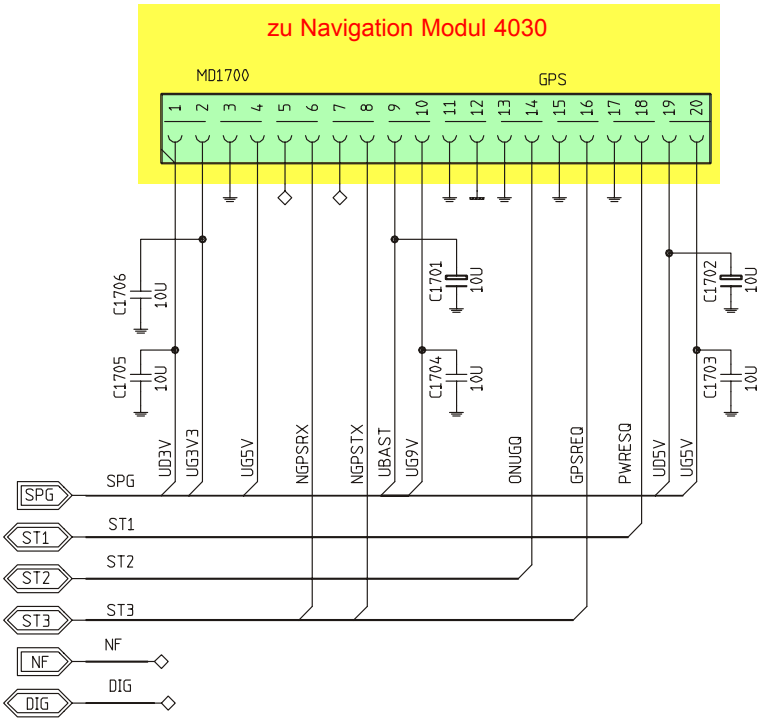 zu Navigation Modul 4030
MD1700
GPS
1 2 3 4 5 6 7 8 9 10 11 12 13 14 15 16 17 18 19 20
C1706
10U
C1701
10U
C1702
10U
C1705
10U
C1704
10U
C1703
10U
UD3V
UG3V3
UG5V
NGPSRX
NGPSTX
UBAST
UG9V
ONUGQ
GPSREQ
PWRESQ
UD5V
UG5V
SPG
SPG
ST1
ST1
ST2
ST2
ST3
ST3
NF
NF
DIG
DIG